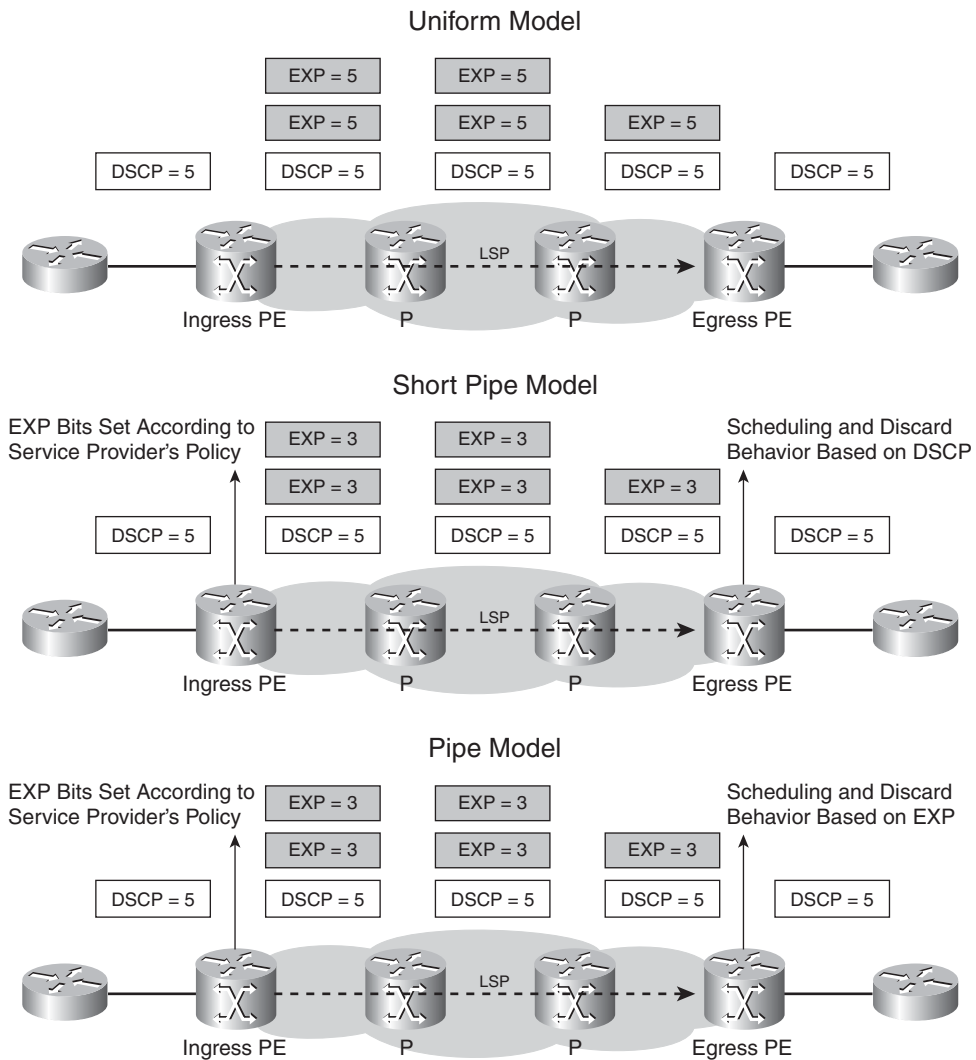 Uniform Model
EXP = 5 EXP = 5
EXP = 5 EXP = 5 EXP = 5
DSCP = 5 DSCP = 5 DSCP = 5 DSCP = 5 DSCP = 5
LSP
Ingress PE P P Egress PE
Short Pipe Model
EXP Bits Set According to
Service Provider's Policy
EXP = 3 EXP = 3
Scheduling and Discard
Behavior Based on DSCP
EXP = 3 EXP = 3 EXP = 3
DSCP = 5 DSCP = 5 DSCP = 5 DSCP = 5 DSCP = 5
LSP
Ingress PE P P Egress PE
Pipe Model
EXP Bits Set According to
Service Provider's Policy
EXP = 3 EXP = 3
Scheduling and Discard
Behavior Based on EXP
EXP = 3 EXP = 3 EXP = 3
DSCP = 5 DSCP = 5 DSCP = 5 DSCP = 5 DSCP = 5
LSP
Ingress PE P P Egress PE